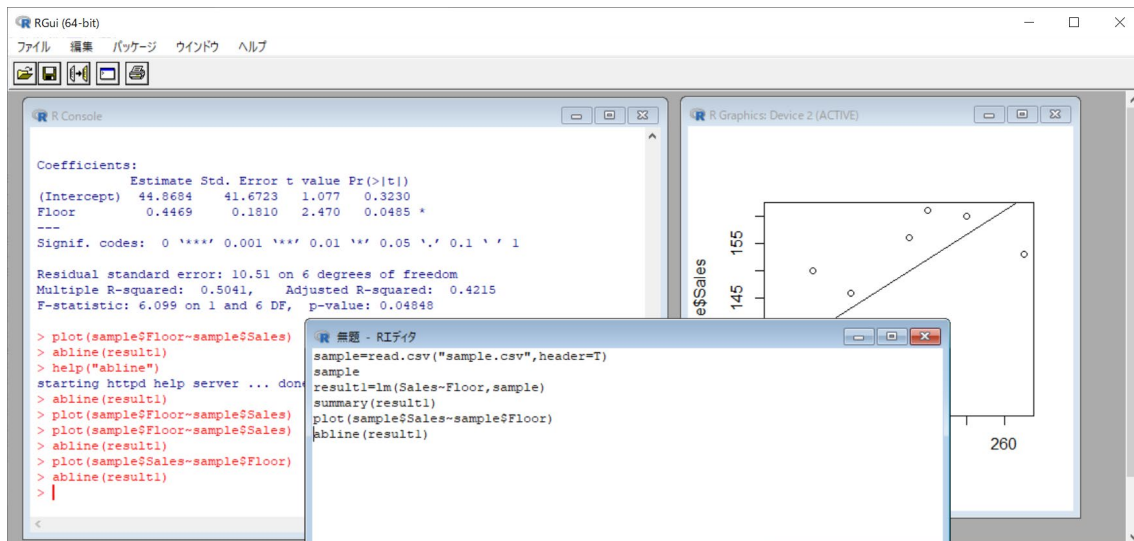 RGui (64-bit)
ファイル 編集 パッケージ ウインドウ ヘルプ
R Console
Coefficients:
Estimate Std. Error t value Pr(>|t|)
(Intercept) 44.8684 41.6723 1.077 0.3230
Floor 0.4469 0.1810 2.470 0.0485 *
---
Signif. codes: 0 ‘***’ 0.001 ‘**’ 0.01 ‘*’ 0.05 ‘.’ 0.1 ‘ ’ 1
Residual standard error: 10.51 on 6 degrees of freedom
Multiple R-squared: 0.5041, Adjusted R-squared: 0.4215
F-statistic: 6.099 on 1 and 6 DF, p-value: 0.04848
> plot(sample$Floor~sample$Sales)
> abline(result1)
> help("abline")
starting httpd help server ... don
> abline(result1)
> plot(sample$Floor~sample$Sales)
> plot(sample$Floor~sample$Sales)
> abline(result1)
> plot(sample$Sales~sample$Floor)
> abline(result1)
>
R Graphics: Device 2 (ACTIVE)
e$Sales
155
145
260
無題 - Rエディタ
sample=read.csv("sample.csv",header=T)
sample
result1=lm(Sales~Floor,sample)
summary(result1)
plot(sample$Sales~sample$Floor)
abline(result1)